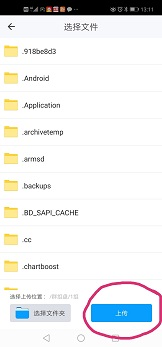 13:11
选择文件
.918be8d3
.Android
.Application
.archivetemp
.armsd
.backups
.BD_SAPI_CACHE
.cc
.chartboost
选择上传位置：
选择文件夹
上传